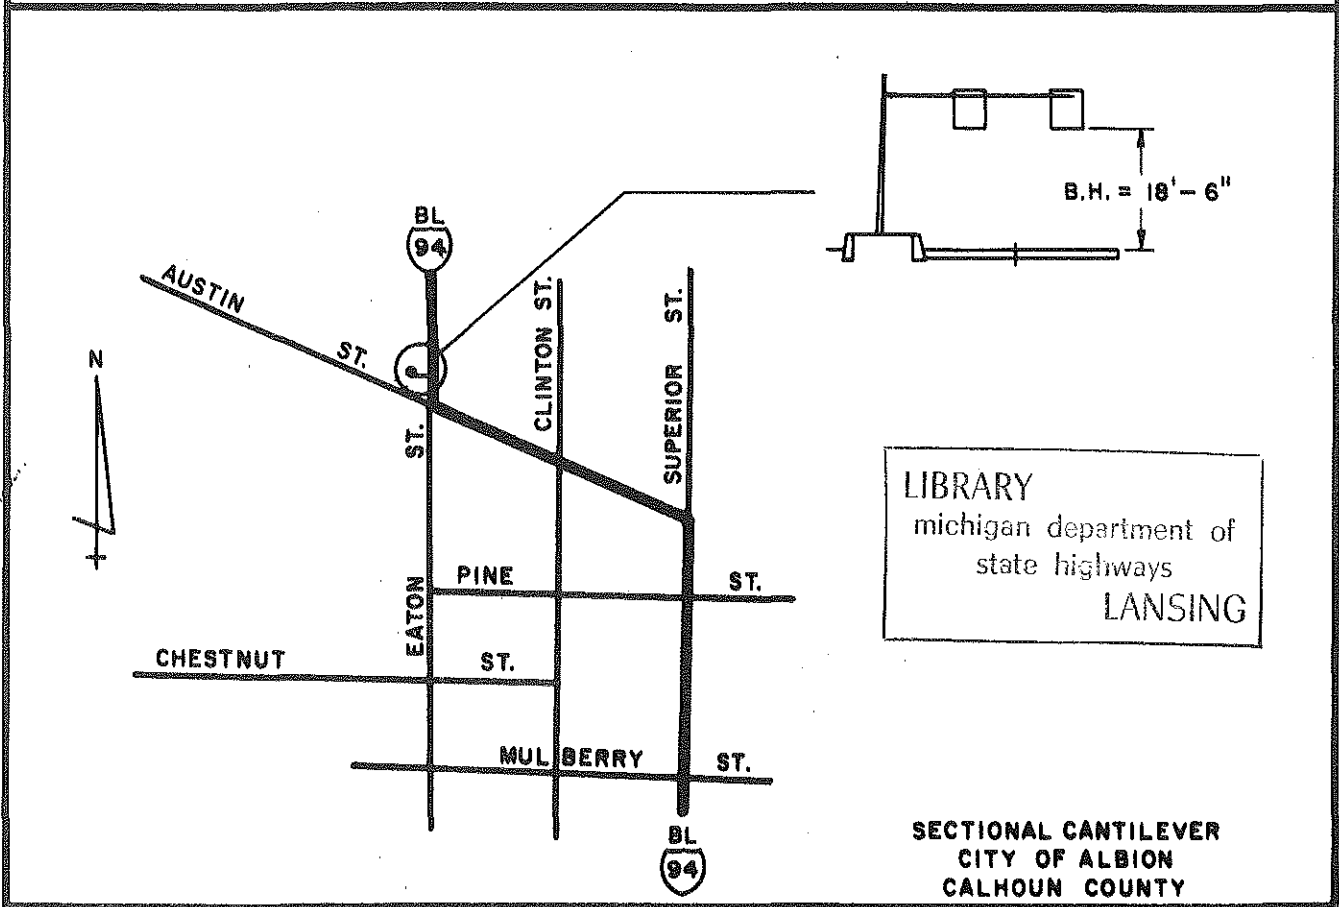 B.H. = 18' - 6"
BL
94
AUSTIN ST.
N
CLINTON ST.
SUPERIOR ST.
EATON ST.
PINE ST.
CHESTNUT ST.
MULBERRY ST.
BL
94
LIBRARY
michigan department of
state highways
LANSING
SECTIONAL CANTILEVER
CITY OF ALBION
CALHOUN COUNTY